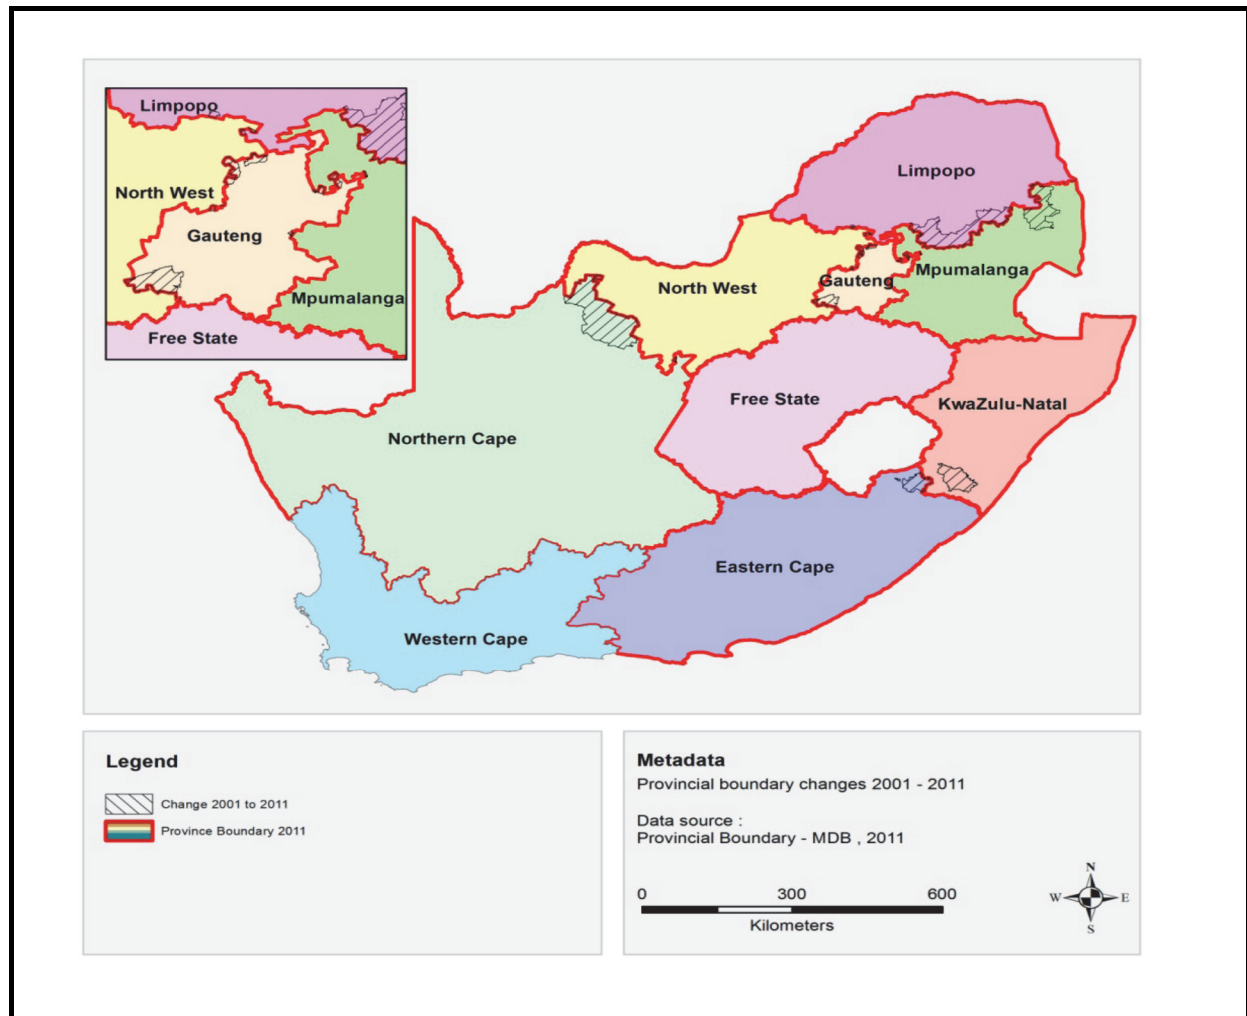 Limpopo
North West
Gauteng
Mpumalanga
Free State
Limpopo
North West
Gauteng
Mpumalanga
Free State
KwaZulu-Natal
Northern Cape
Eastern Cape
Western Cape
Legend
Change 2001 to 2011
Province Boundary 2011
Metadata
Provincial boundary changes 2001 - 2011
Data source :
Provincial Boundary - MDB , 2011
0 300 600
Kilometers
N
W E
S